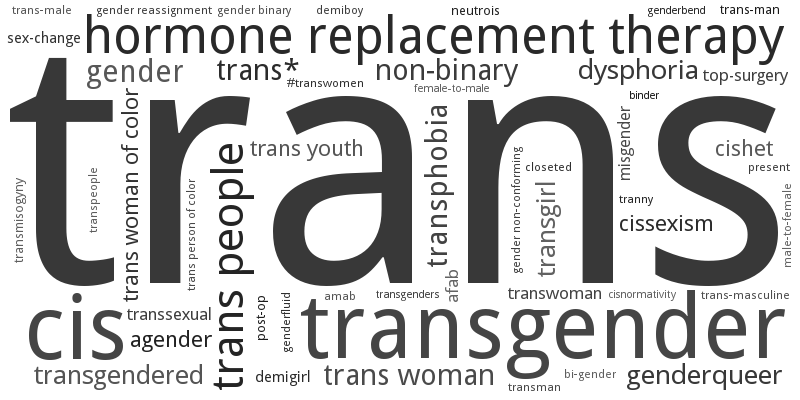 trans-male
gender reassignment
gender binary
demiboy
neutrois
genderbend
trans-man
sex-change
hormone replacement therapy
gender
trans*
non-binary
dysphoria
top-surgery
#transwomen
female-to-male
binder
trans
trans woman of color
trans youth
transphobia
misgender
cishet
closeted
present
gender non-conforming
transgirl
transmisogyny
transpeople
trans person of color
trans people
tranny
cissexism
male-to-female
afab
amab
transgenders
transwoman
cisnormativity
trans-masculine
cis
transsexual
post-op
genderfluid
transgender
agender
transgendered
demigirl
trans woman
bi-gender
genderqueer
transman